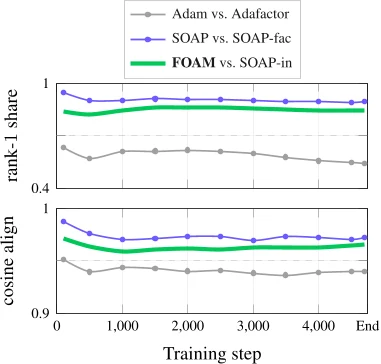 Adam vs. Adafactor
SOAP vs. SOAP-fac
FOAM vs. SOAP-in
1
rank-1 share
0.4
1
cosine align
0.9
0 1,000 2,000 3,000 4,000 End
Training step